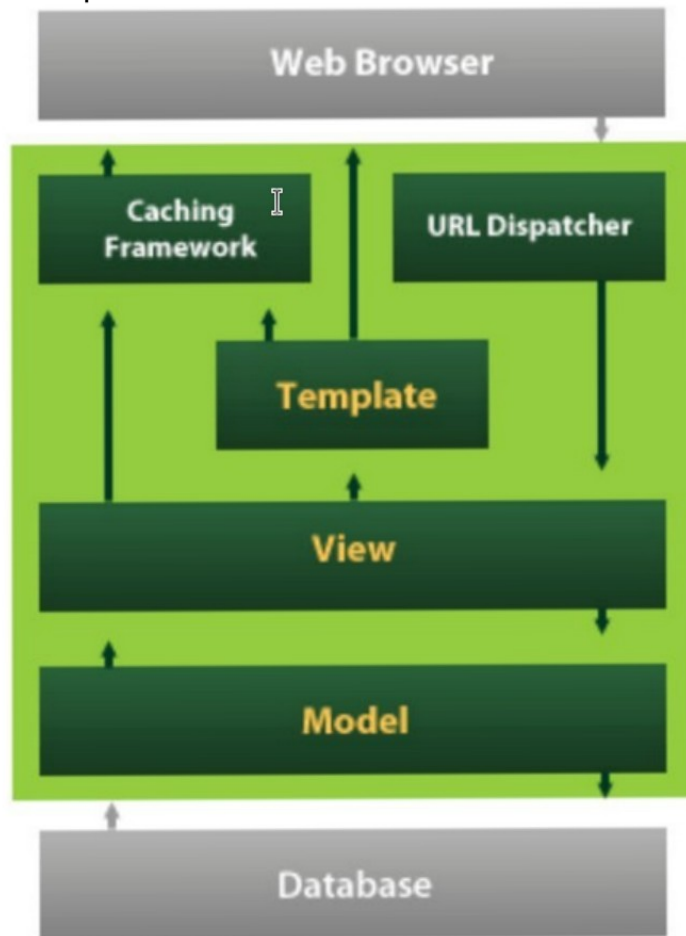 Web Browser
Caching
Framework
URL Dispatcher
Template
View
Model
Database